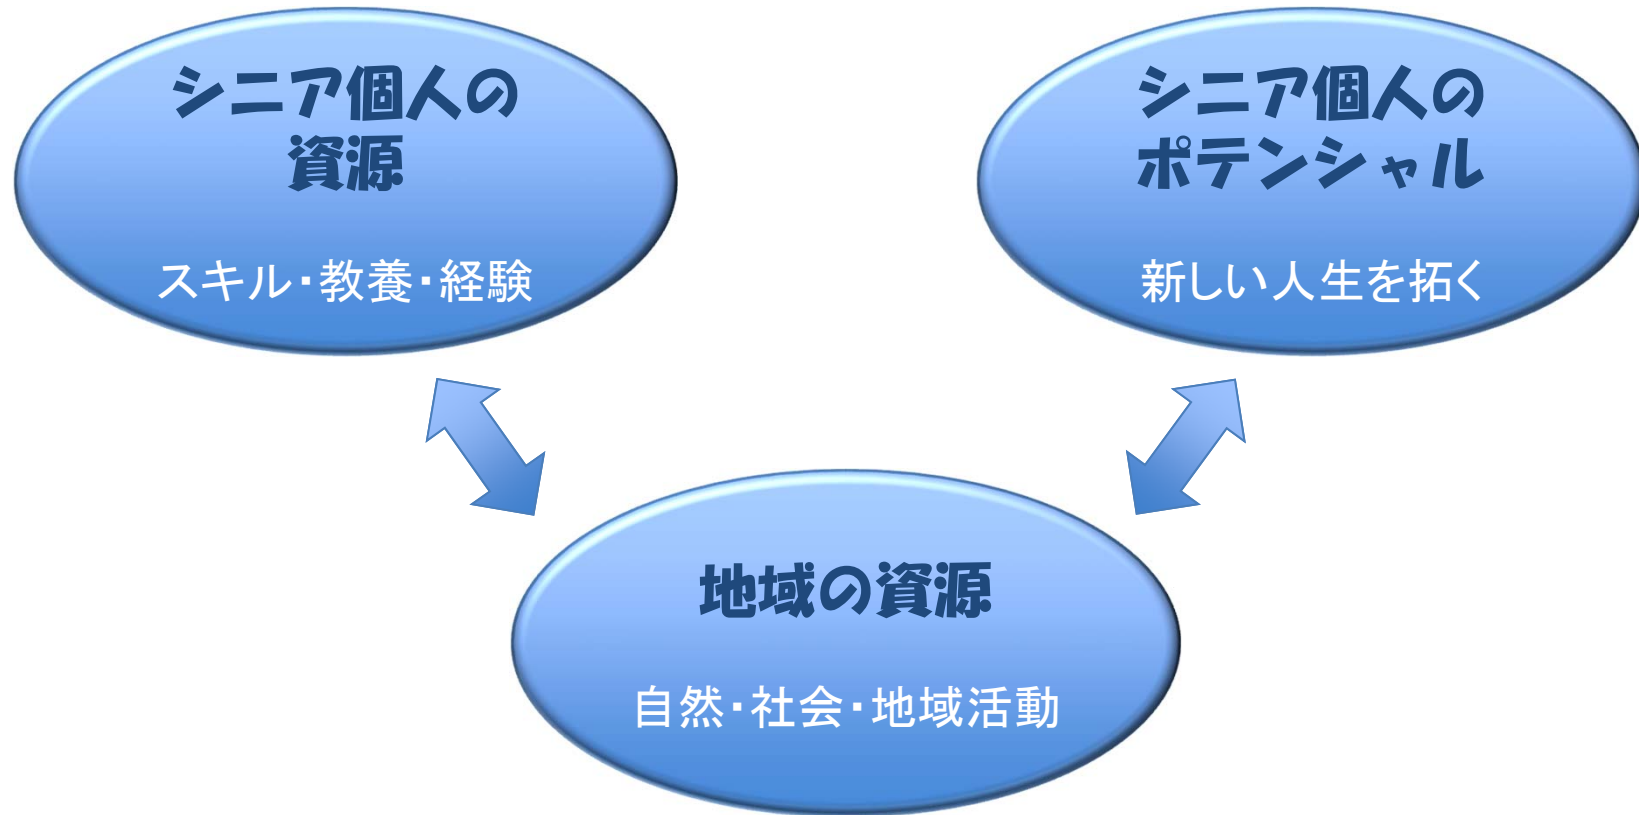 シニア個人の
資源
スキル・教養・経験
シニア個人の
ポテンシャル
新しい人生を拓く
地域の資源
自然・社会・地域活動